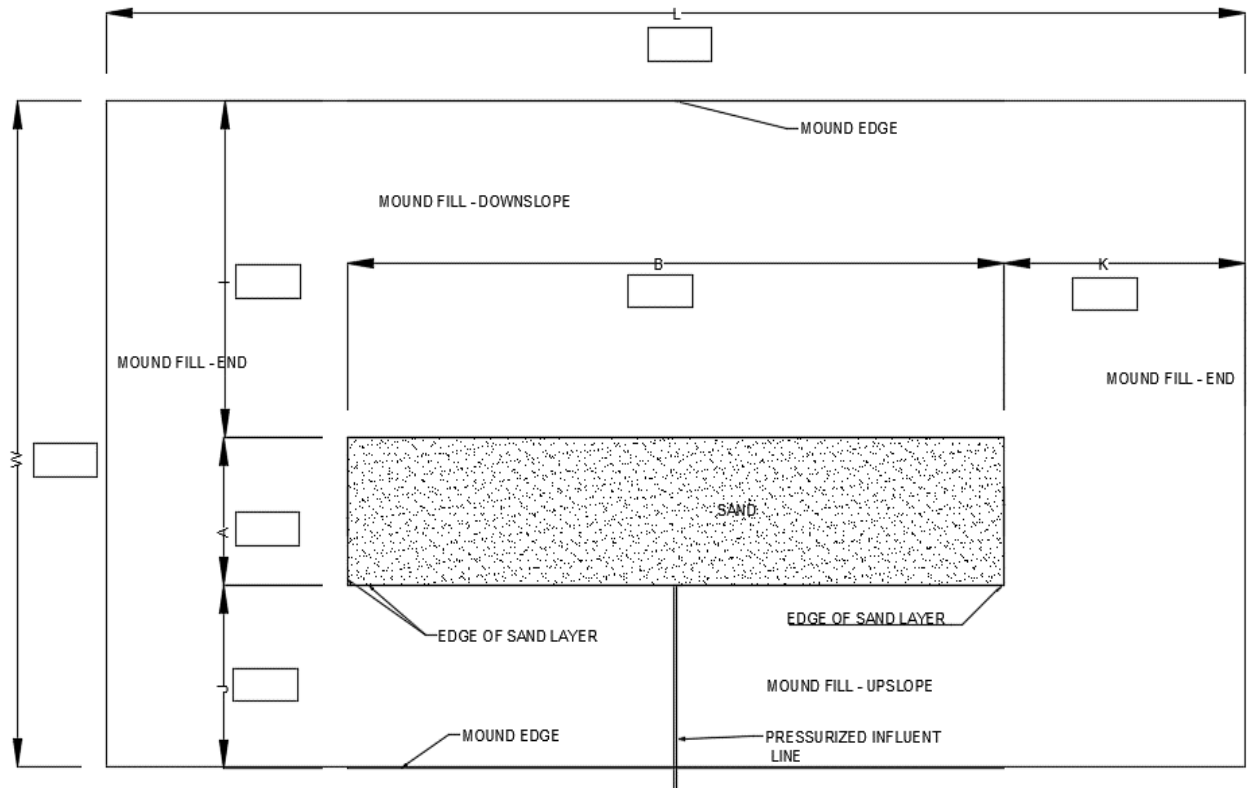 L
MOUND EDGE
MOUND FILL - DOWNSLOPE
B
K
I
MOUND FILL - END
MOUND FILL - END
W
SAND
A
EDGE OF SAND LAYER
EDGE OF SAND LAYER
J
MOUND FILL - UPSLOPE
MOUND EDGE
PRESSURIZED INFLUENT
LINE